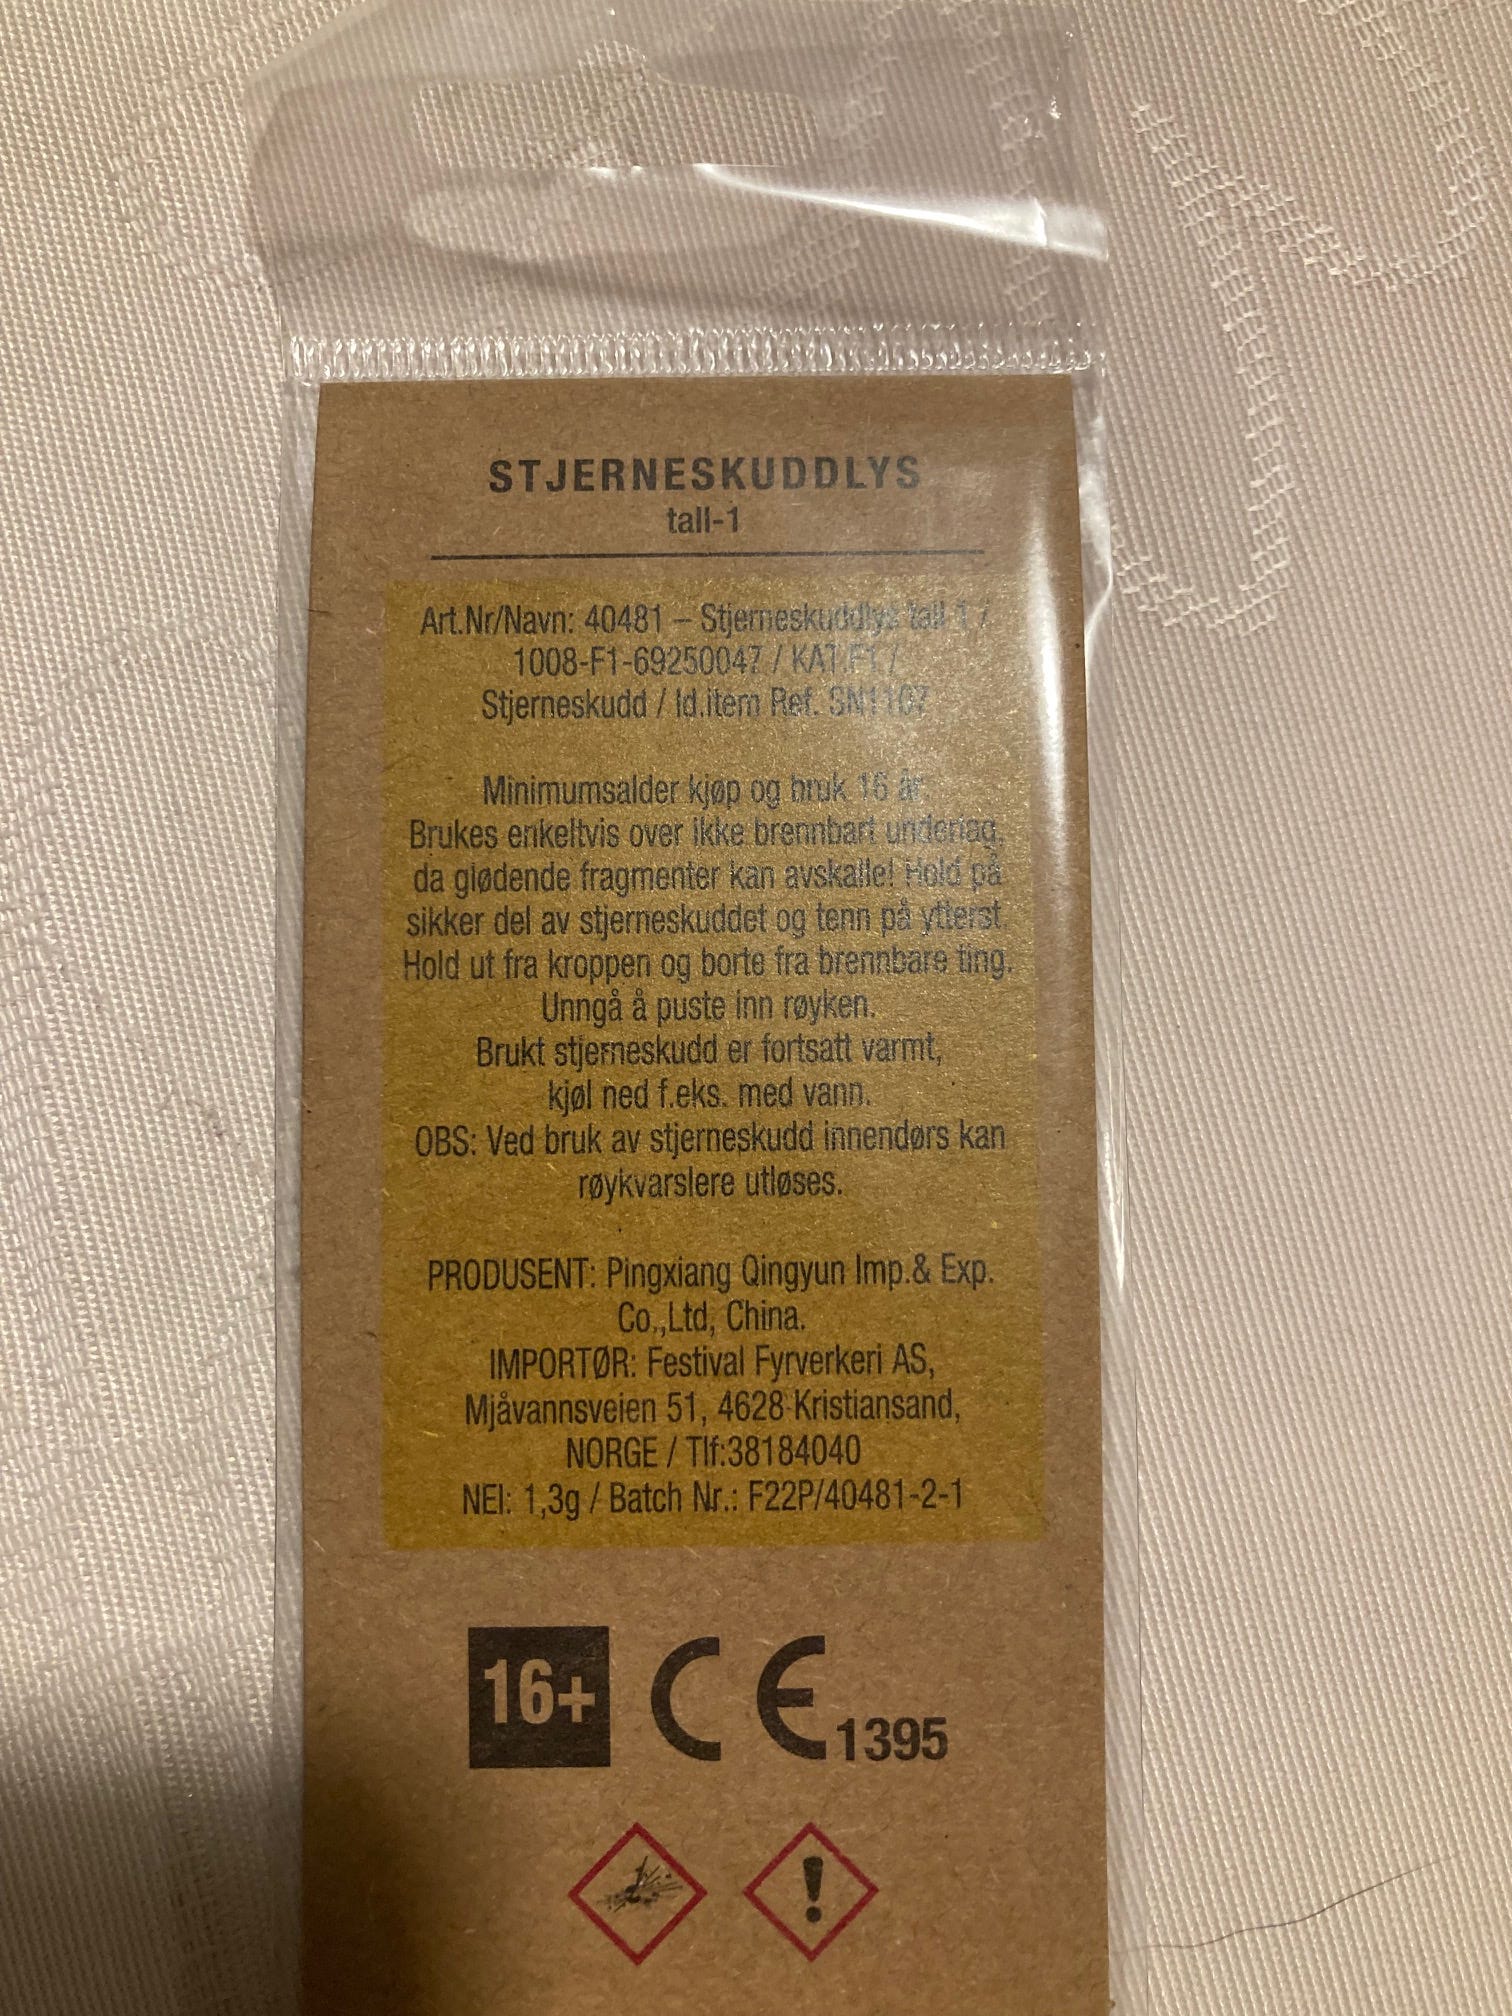 STJERNESKUDDLYS
tall-1
Art.Nr/Navn: 40481 – Stjerneskuddlys tall 1 /
1008-F1-69250047 / KAT.F1 /
Stjerneskudd / Id.item Ref. SN1107
Minimumsalder kjøp og bruk 16 år.
Brukes enkeltvis over ikke brennbart underlag,
da glødende fragmenter kan avskalle! Hold på
sikker del av stjerneskuddet og tenn på ytterst.
Hold ut fra kroppen og borte fra brennbare ting.
Unngå å puste inn røyken.
Brukt stjerneskudd er fortsatt varmt,
kjøl ned f.eks. med vann.
OBS: Ved bruk av stjerneskudd innendørs kan
røykvarslere utløses.
PRODUSENT: Pingxiang Qingyun Imp.& Exp.
Co.,Ltd, China.
IMPORTØR: Festival Fyrverkeri AS,
Mjåvannsveien 51, 4628 Kristiansand,
NORGE / Tlf:38184040
NEI: 1,3g / Batch Nr.: F22P/40481-2-1
16+ CE 1395